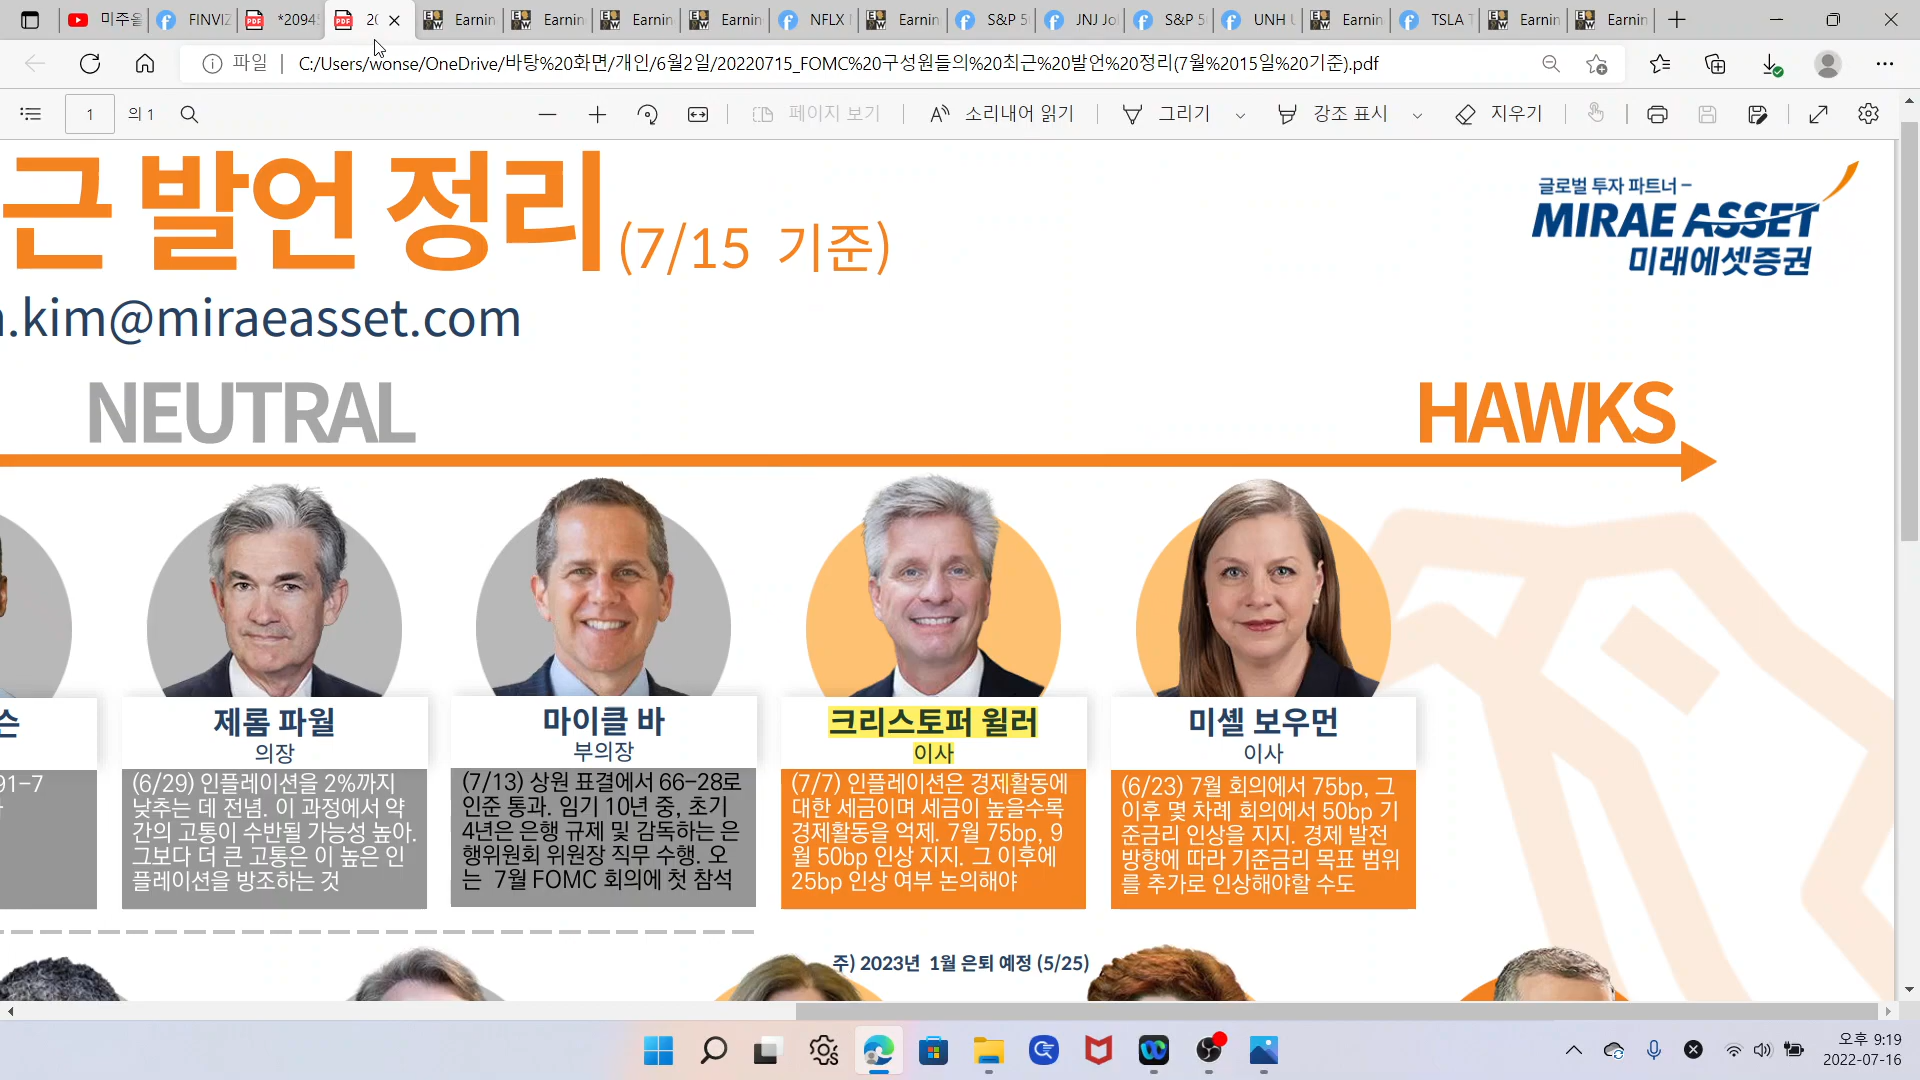 미주올
FINVIZ
*2094
20
Earnin
Earnin
Earnin
Earnin
NFLX
Earnin
S&P 5
JNJ Jo
S&P 5
UNH
Earnin
TSLA
Earnin
Earnin
파일
C:/Users/wonse/OneDrive/바탕%20화면/개인/6월2일/20220715_FOMC%20구성원들의%20최근%20발언%20정리(7월%2015일%20기준).pdf
1
의 1
페이지 보기
소리내어 읽기
그리기
강조 표시
지우기
근 발언 정리(7/15 기준)
글로벌 투자 파트너 –
MIRAE ASSET
미래에셋증권
.kim@miraeasset.com
NEUTRAL
HAWKS
슨
91-7
제롬 파월
의장
(6/29) 인플레이션을 2%까지
낮추는 데 전념. 이 과정에서 약
간의 고통이 수반될 가능성 높아.
그보다 더 큰 고통은 이 높은 인
플레이션을 방조하는 것
마이클 바
부의장
(7/13) 상원 표결에서 66-28로
인준 통과. 임기 10년 중, 초기
4년은 은행 규제 및 감독하는 은
행위원회 위원장 직무 수행. 오
는 7월 FOMC 회의에 첫 참석
크리스토퍼 월러
이사
(7/7) 인플레이션은 경제활동에
대한 세금이며 세금이 높을수록
경제활동을 억제. 7월 75bp, 9
월 50bp 인상 지지. 그 이후에
25bp 인상 여부 논의해야
미셸 보우먼
이사
(6/23) 7월 회의에서 75bp, 그
이후 몇 차례 회의에서 50bp 기
준금리 인상을 지지. 경제 발전
방향에 따라 기준금리 목표 범위
를 추가로 인상해야할 수도
주) 2023년 1월 은퇴 예정 (5/25)
오후 9:19
2022-07-16